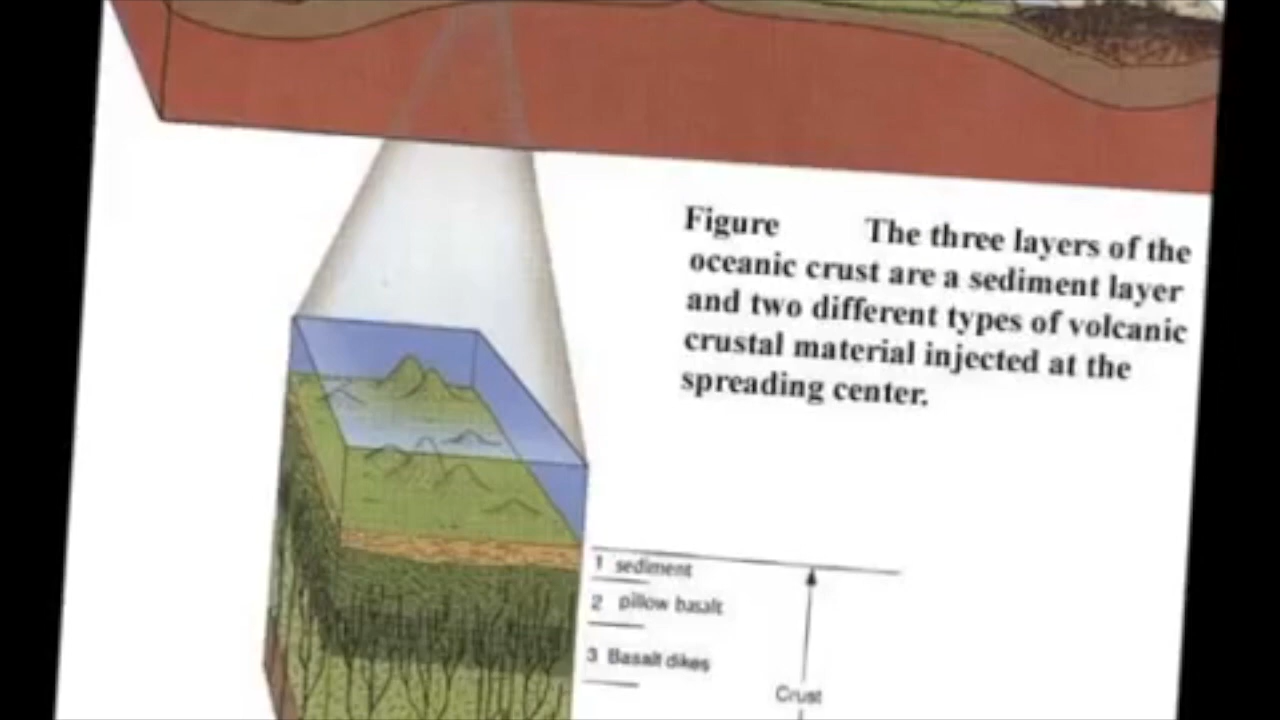 Figure The three layers of the
oceanic crust are a sediment layer
and two different types of volcanic
crustal material injected at the
spreading center.
1 sediment
2 pillow basalt
3 Basalt dikes
Crust